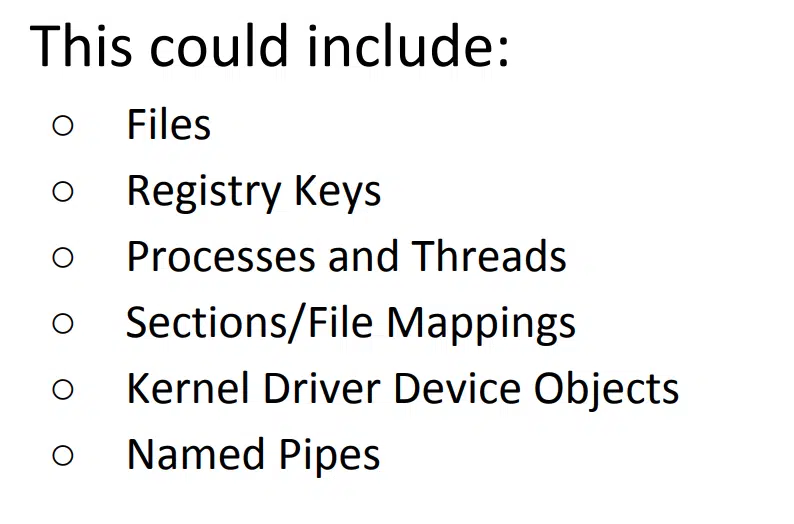 This could include:
○ Files
○ Registry Keys
○ Processes and Threads
○ Sections/File Mappings
○ Kernel Driver Device Objects
○ Named Pipes